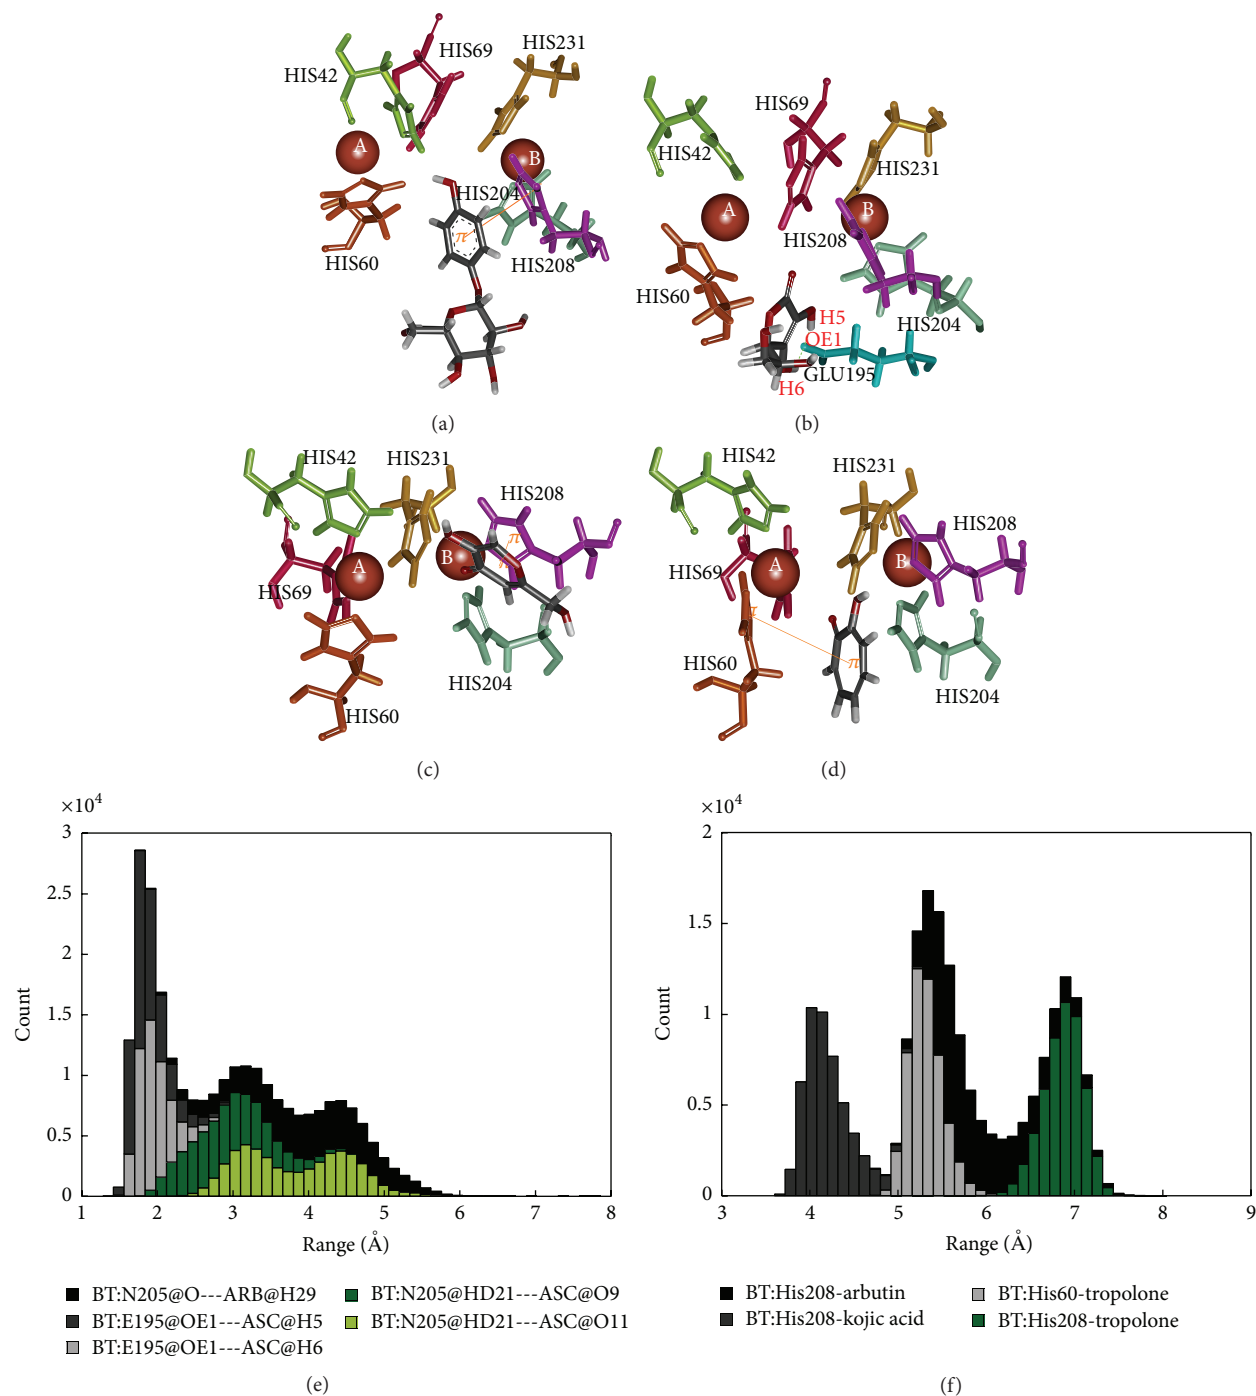 HIS42
HIS69
HIS231
A
B
HIS204
π
HIS60
HIS208
(a)
HIS69
HIS42
HIS231
A
B
HIS208
HIS60
HIS204
H5
OE1
GLU195
H6
(b)
HIS42
HIS231
HIS208
B
π
π
A
HIS69
HIS204
HIS60
(c)
HIS42
HIS231
HIS208
HIS69
A
B
π
HIS60
π
HIS204
(d)
×10⁴
3
2.5
2
1.5
1
0.5
0
Count
1 2 3 4 5 6 7 8
Range (Å)
BT:N205@O---ARB@H29
BT:E195@OE1---ASC@H5
BT:E195@OE1---ASC@H6
BT:N205@HD21---ASC@O9
BT:N205@HD21---ASC@O11
(e)
×10⁴
2
1.5
1
0.5
0
Count
3 4 5 6 7 8 9
Range (Å)
BT:His208-arbutin
BT:His208-kojic acid
BT:His60-tropolone
BT:His208-tropolone
(f)